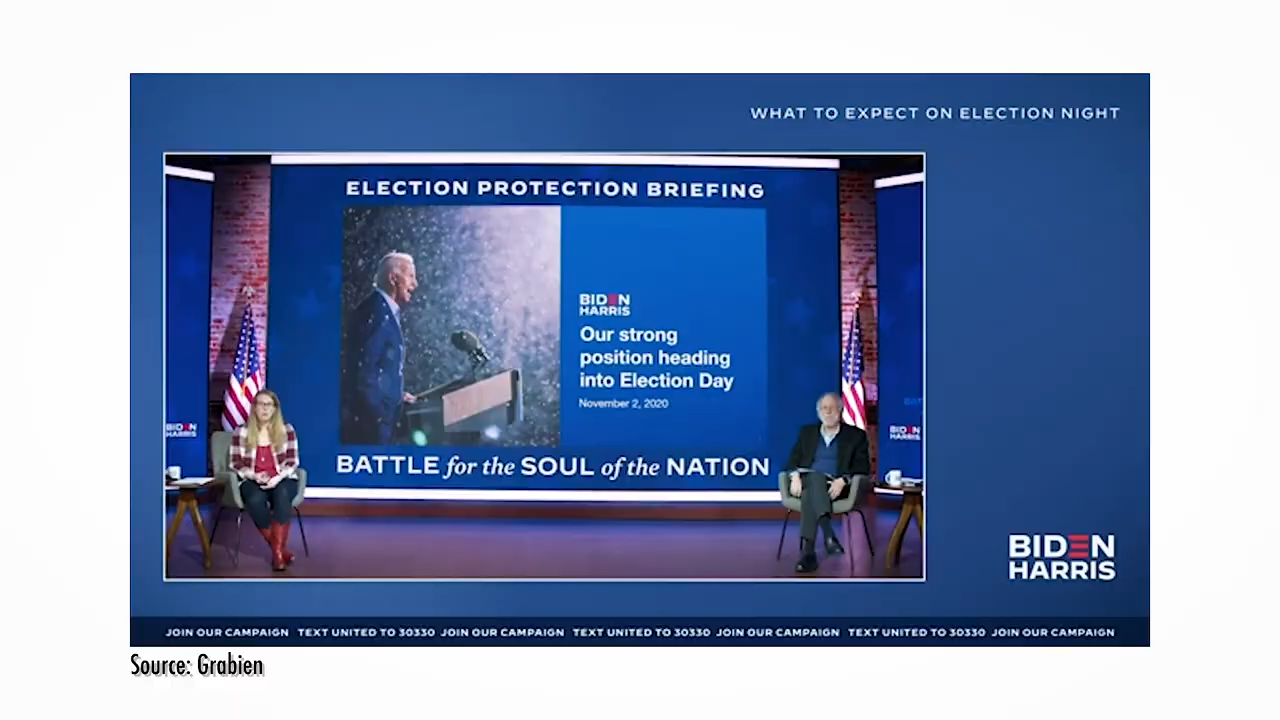 WHAT TO EXPECT ON ELECTION NIGHT
ELECTION PROTECTION BRIEFING
BIDEN
HARRIS
Our strong
position heading
into Election Day
November 2, 2020
BATTLE for the SOUL of the NATION
BIDEN
HARRIS
BIDEN
HARRIS
BIDEN
HARRIS
JOIN OUR CAMPAIGN TEXT UNITED TO 30330 JOIN OUR CAMPAIGN TEXT UNITED TO 30330 JOIN OUR CAMPAIGN TEXT UNITED TO 30330 JOIN OUR CAMPAIGN
Source: Grabien